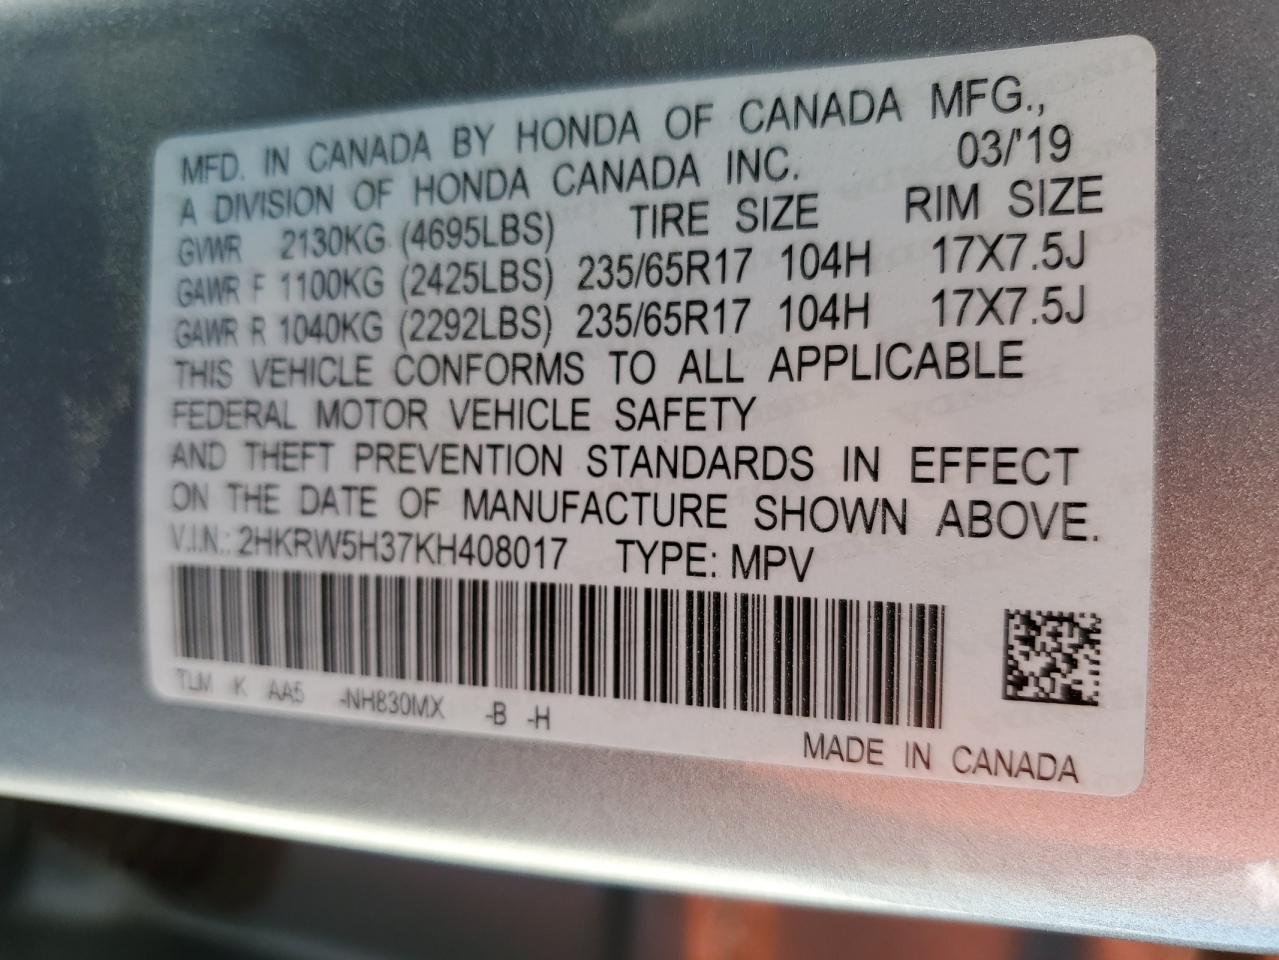 MFD. IN CANADA BY HONDA OF CANADA MFG.,
A DIVISION OF HONDA CANADA INC. 03/'19
GVWR 2130KG (4695LBS) TIRE SIZE RIM SIZE
GAWR F 1100KG (2425LBS) 235/65R17 104H 17X7.5J
GAWR R 1040KG (2292LBS) 235/65R17 104H 17X7.5J
THIS VEHICLE CONFORMS TO ALL APPLICABLE
FEDERAL MOTOR VEHICLE SAFETY
AND THEFT PREVENTION STANDARDS IN EFFECT
ON THE DATE OF MANUFACTURE SHOWN ABOVE.
V.I.N.: 2HKRW5H37KH408017 TYPE: MPV
TLM K AA5 -NH830MX -B -H
MADE IN CANADA